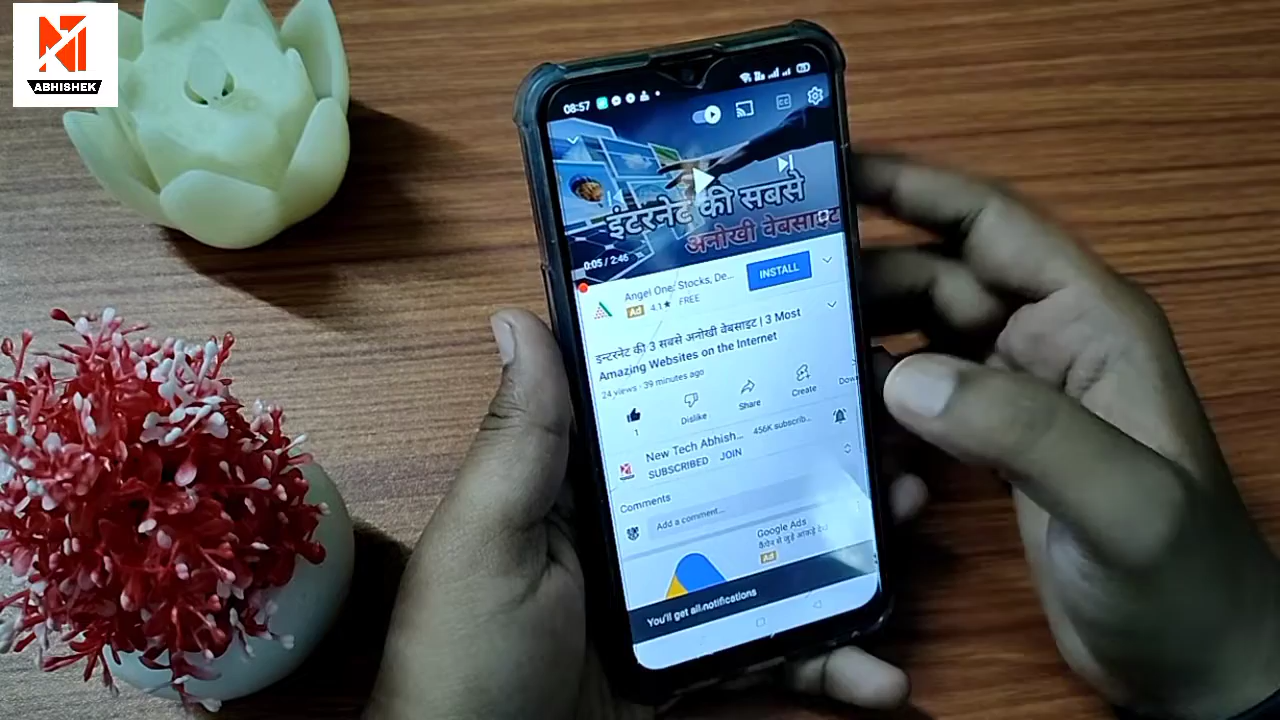 ABHISHEK
08:57
CC
इंटरनेट की सबसे
अनोखी वेबसाइट
0:05 / 2:46
Angel One: Stocks, De...
Ad 4.1★ FREE
INSTALL
इन्टरनेट की 3 सबसे अनोखी वेबसाइट | 3 Most
Amazing Websites on the Internet
24 views · 39 minutes ago
1
Dislike
Share
Create
Dow
New Tech Abhish... 456K subscrib...
SUBSCRIBED JOIN
Comments
Add a comment...
Google Ads
Ad
You'll get all notifications